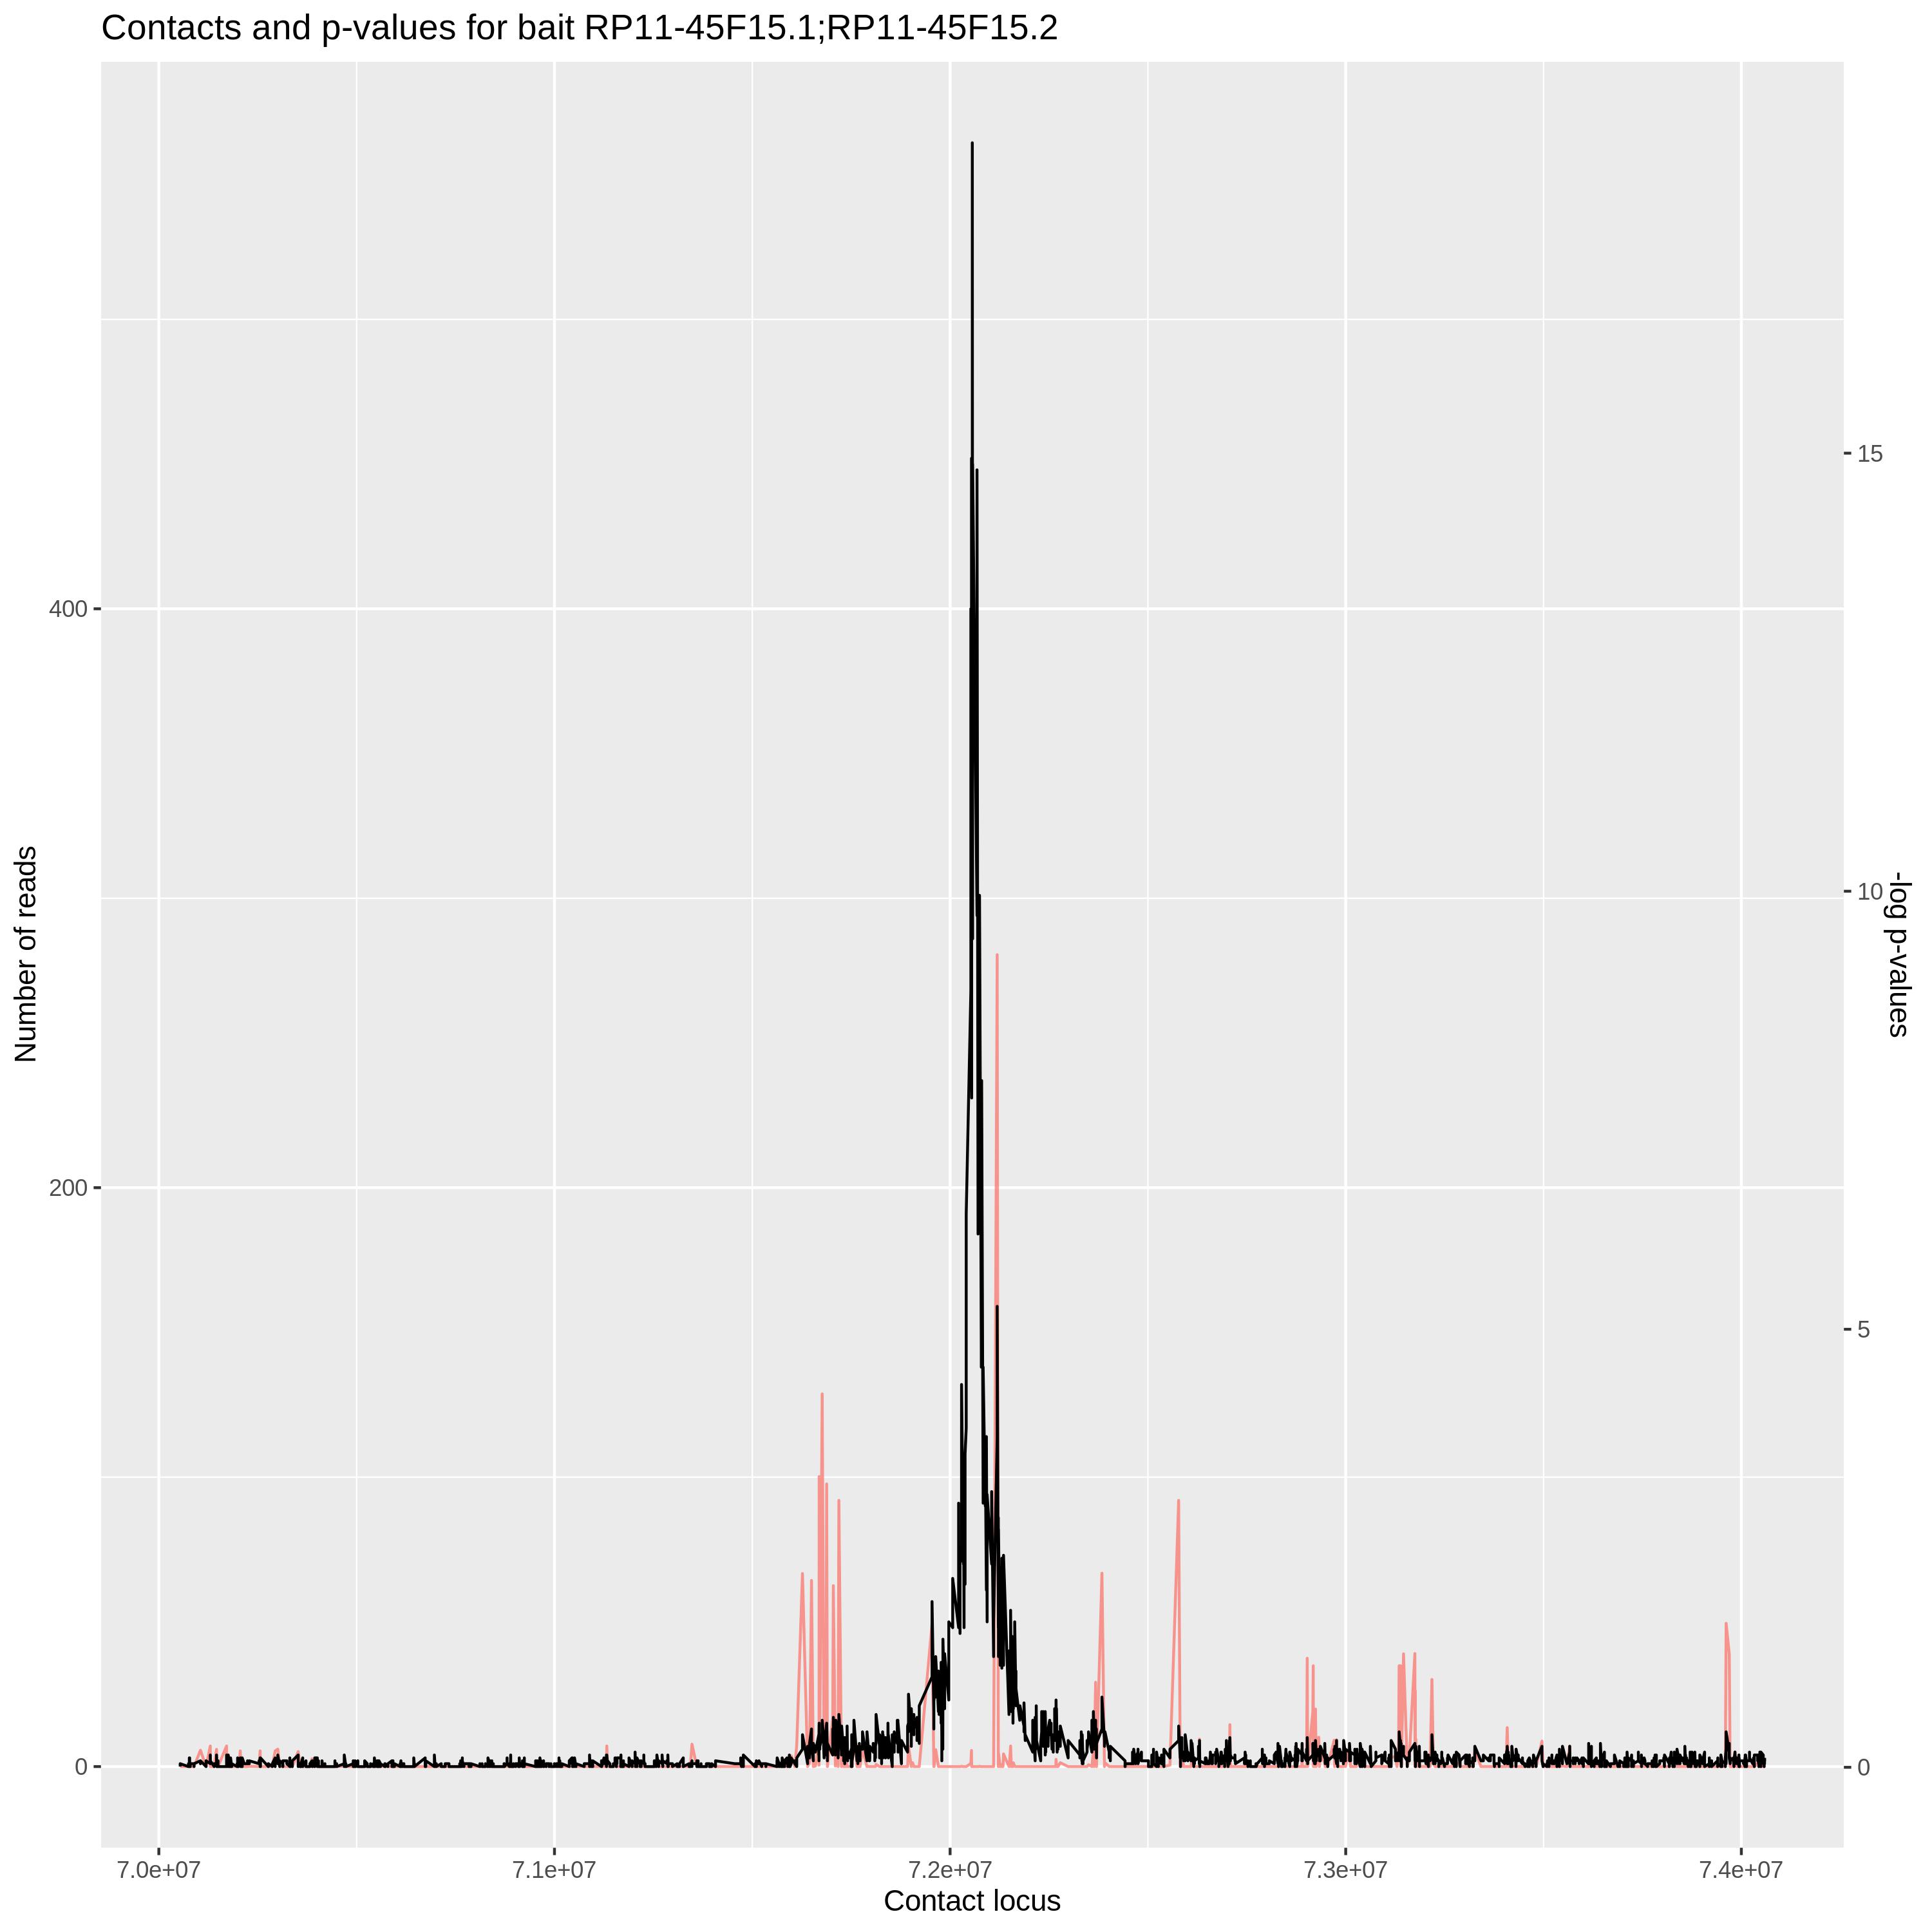 Contacts and p-values for bait RP11-45F15.1;RP11-45F15.2
Number of reads
400
200
0
15
10
5
0
-log p-values
7.0e+07 7.1e+07 7.2e+07 7.3e+07 7.4e+07
Contact locus